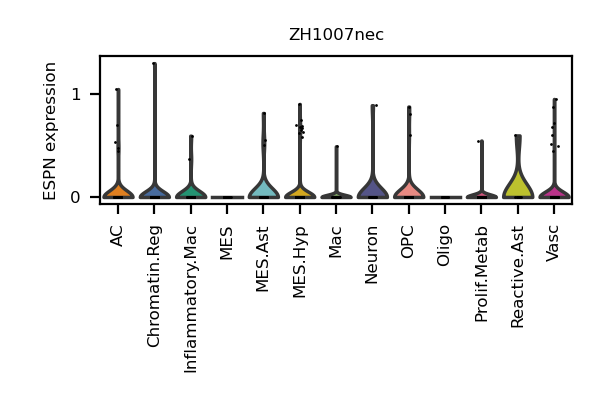 ZH1007nec
ESPN expression
1
0
AC
Chromatin.Reg
Inflammatory.Mac
MES
MES.Ast
MES.Hyp
Mac
Neuron
OPC
Oligo
Prolif.Metab
Reactive.Ast
Vasc